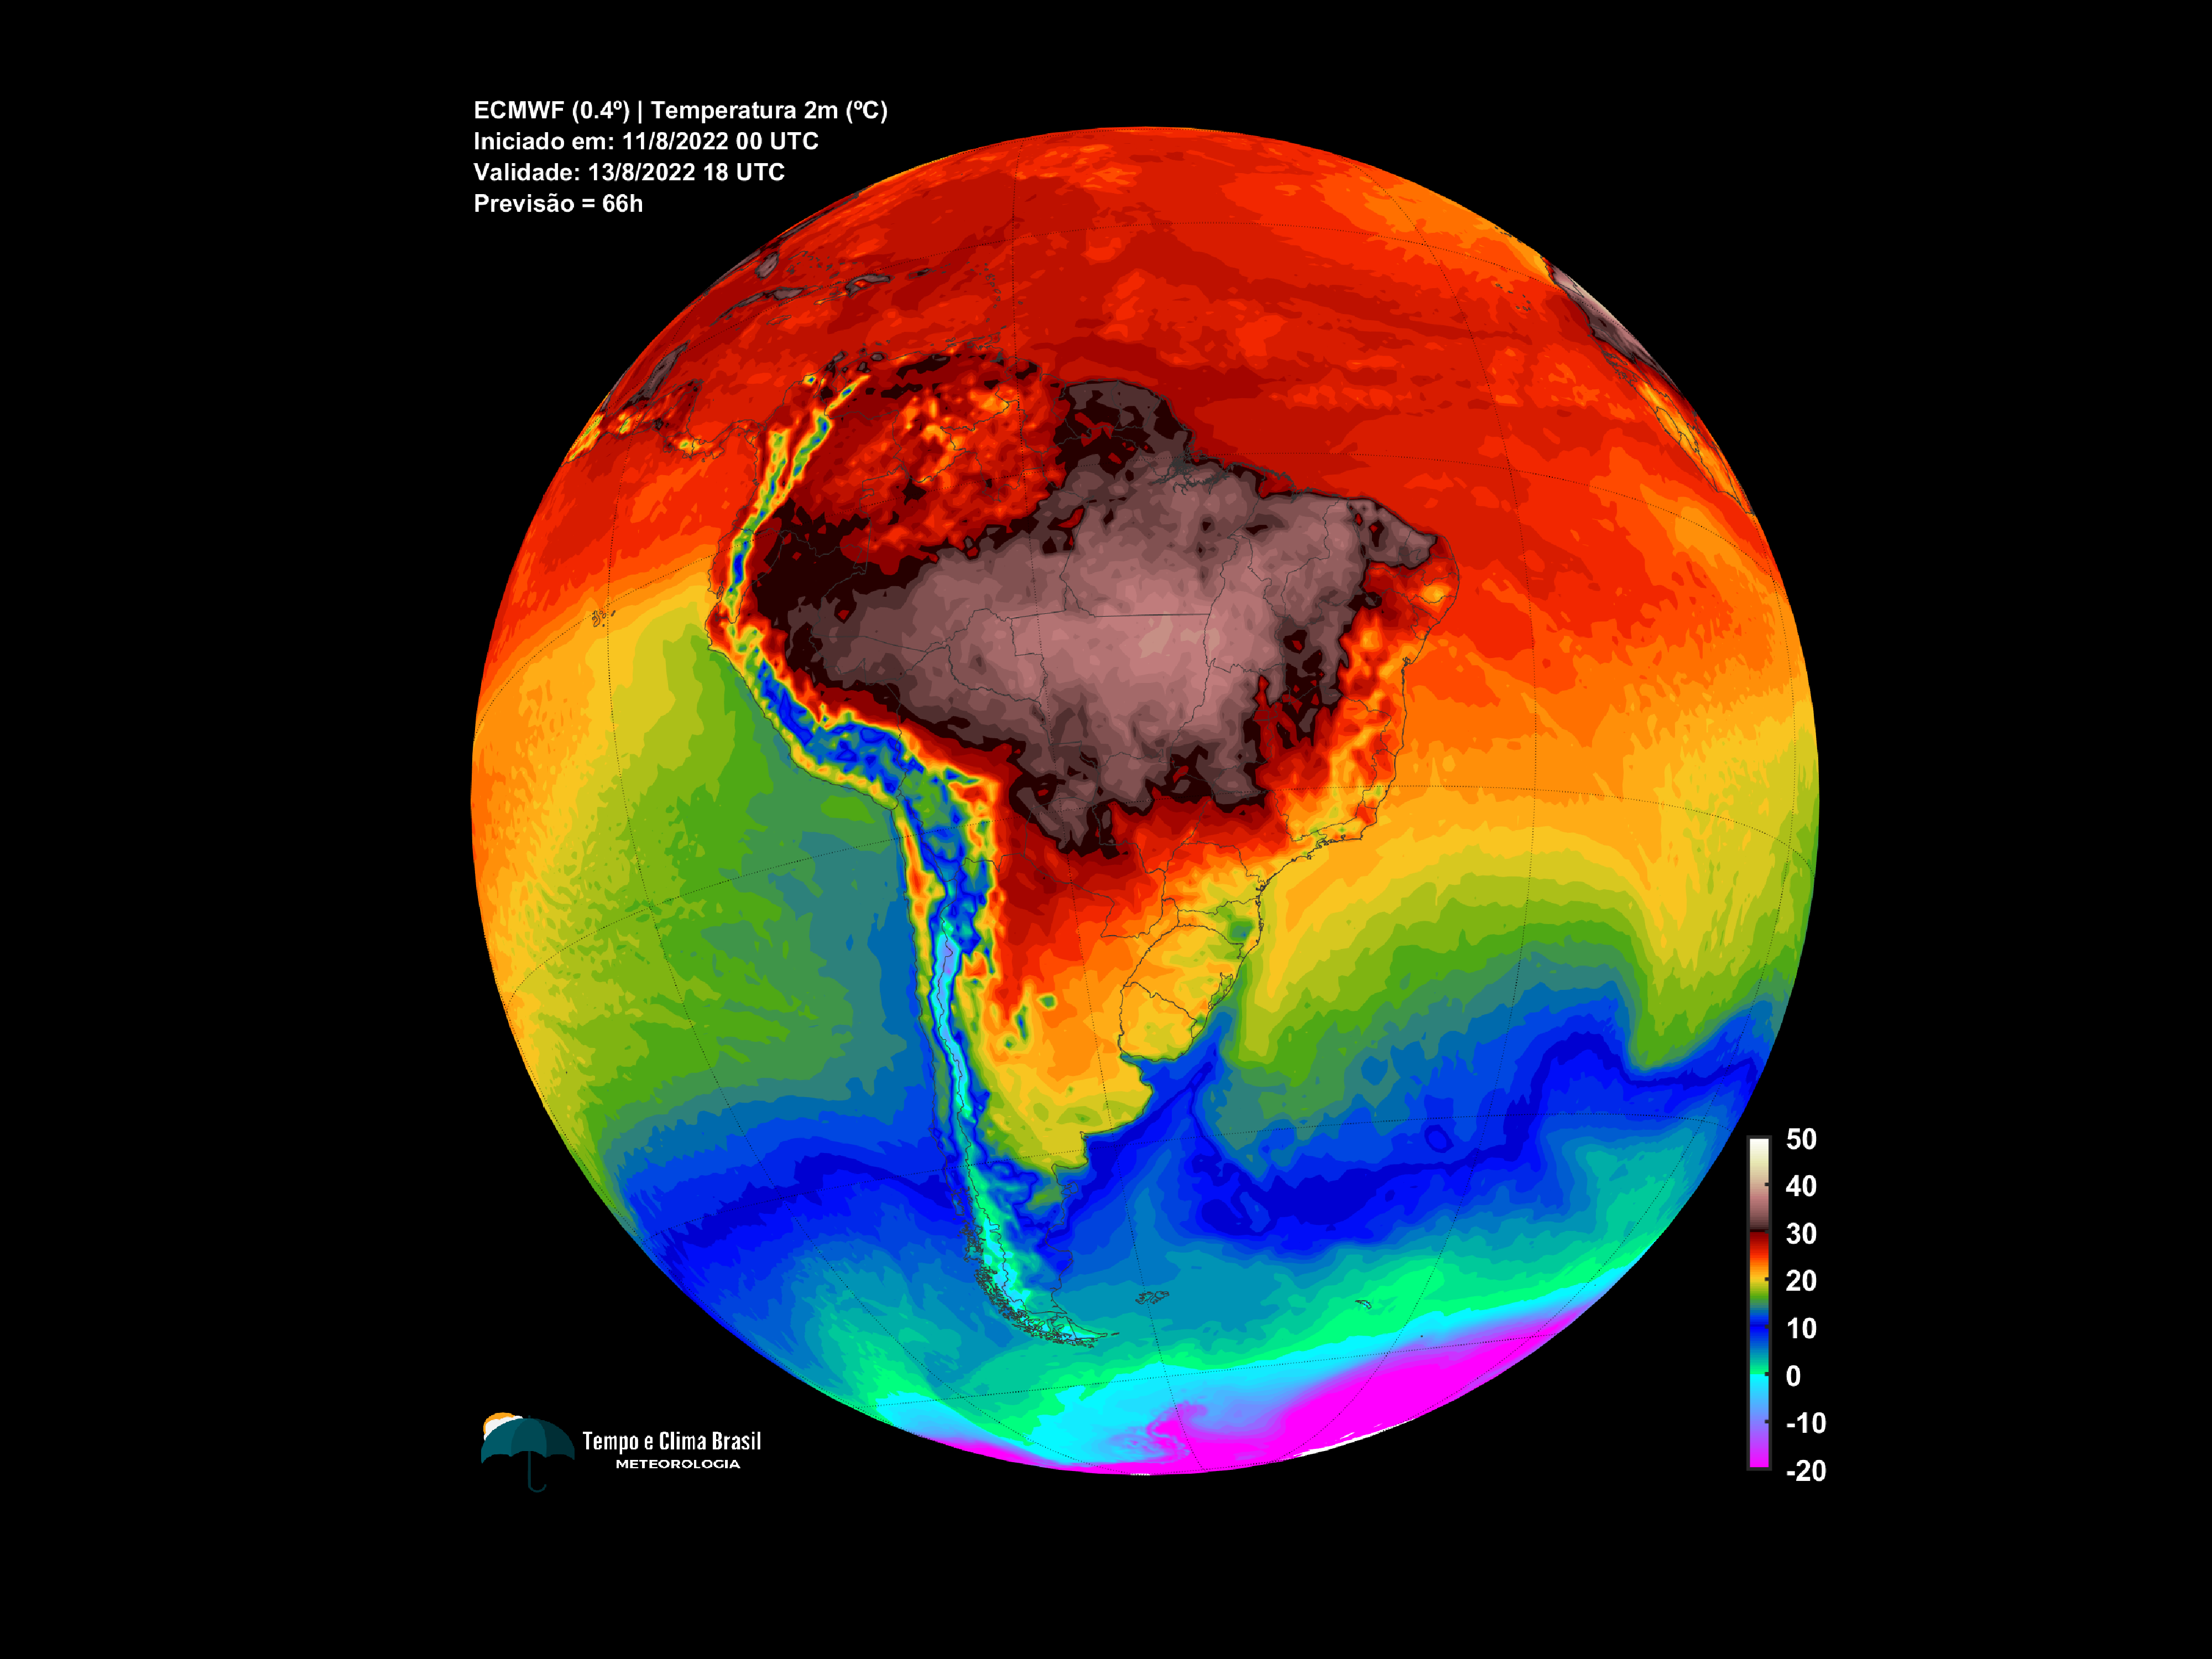 ECMWF (0.4º) | Temperatura 2m (ºC)
Iniciado em: 11/8/2022 00 UTC
Validade: 13/8/2022 18 UTC
Previsão = 66h
50
40
30
20
10
0
-10
-20
Tempo e Clima Brasil
METEOROLOGIA